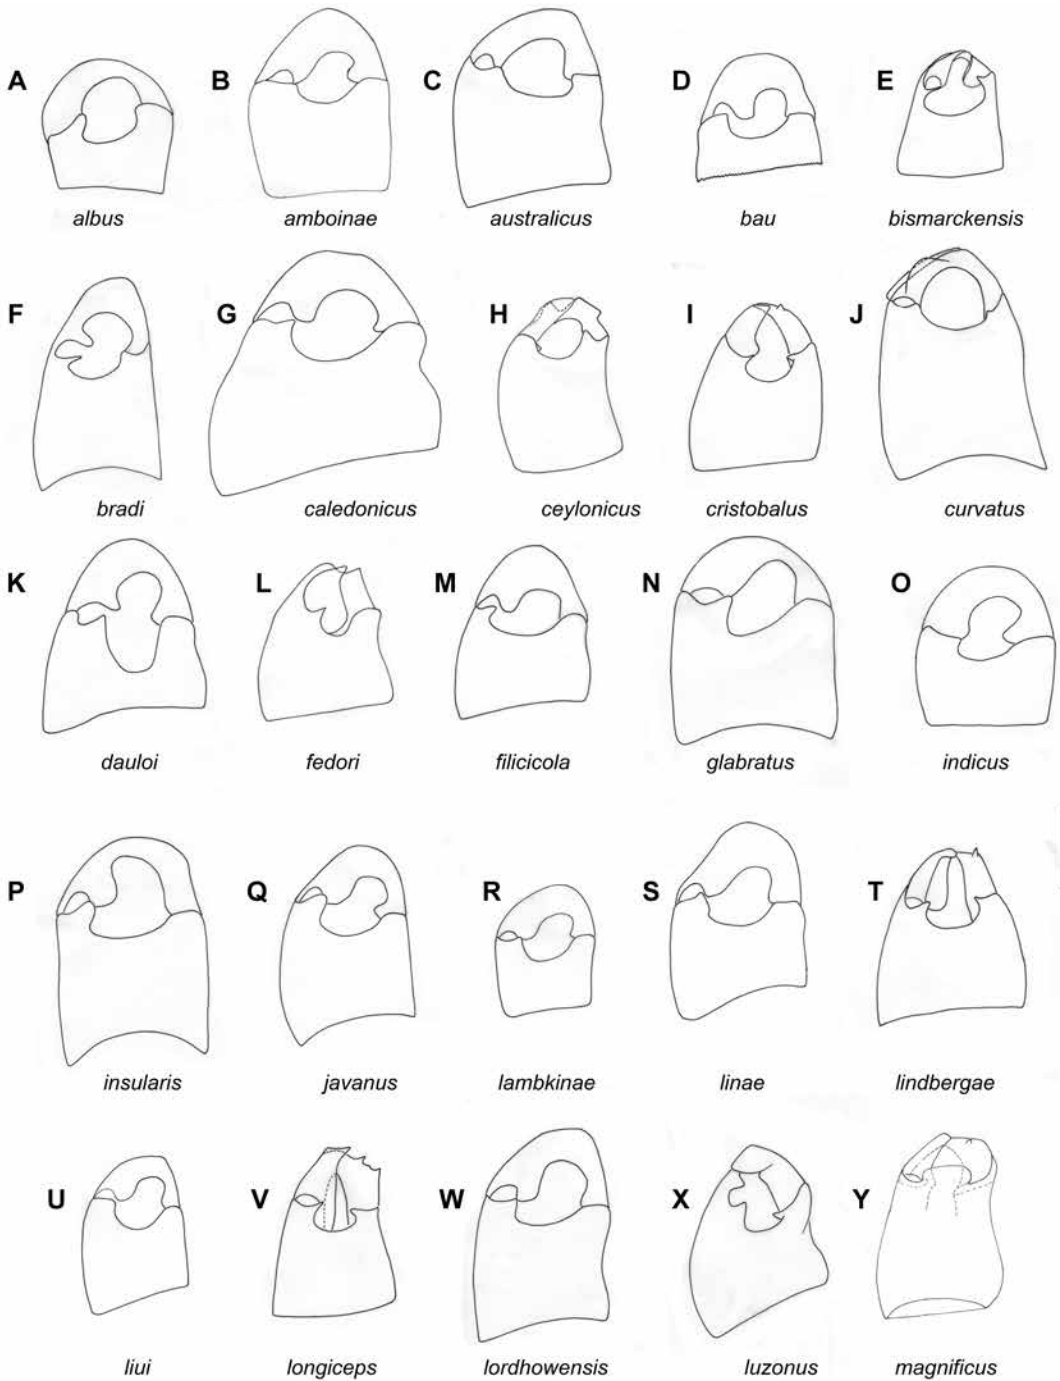 A B C D E
albus amboinae australicus bau bismarckensis
F G H I J
bradi caledonicus ceylonicus cristobalus curvatus
K L M N O
dauloi fedori filicicola glabratus indicus
P Q R S T
insularis javanus lambkinae linae lindbergae
U V W X Y
liui longiceps lordhowensis luzonus magnificus